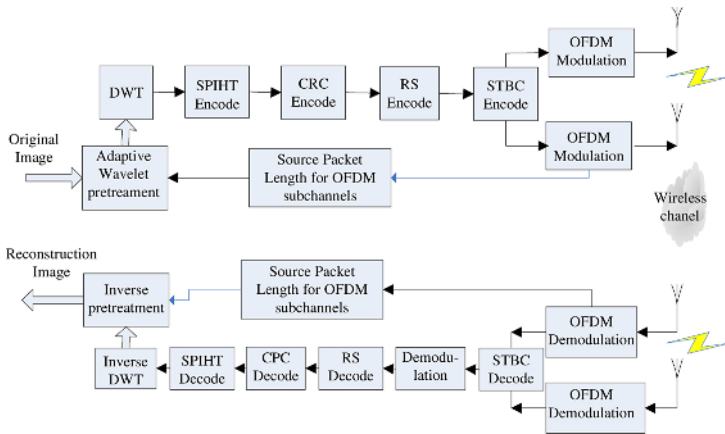 OFDM
Modulation
DWT
SPIHT
Encode
CRC
Encode
RS
Encode
STBC
Encode
Original
Image
Adaptive
Wavelet
pretreament
Source Packet
Length for OFDM
subchannels
OFDM
Modulation
Wireless
chanel
Reconstruction
Image
Inverse
pretreatment
Source Packet
Length for OFDM
subchannels
OFDM
Demodulation
Inverse
DWT
SPIHT
Decode
CPC
Decode
RS
Decode
Demodu-
lation
STBC
Decode
OFDM
Demodulation